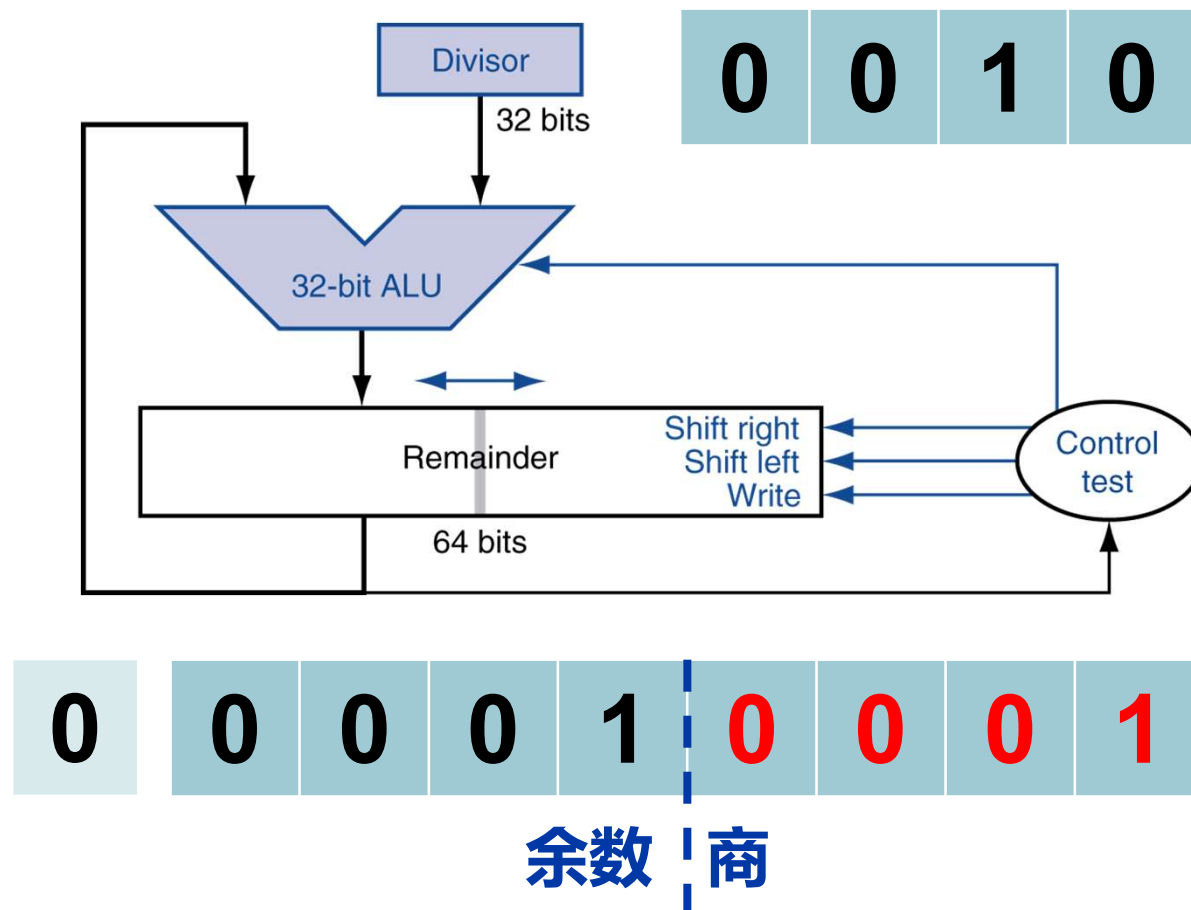 Divisor
0 0 1 0
32 bits
32-bit ALU
Remainder
Shift right
Shift left
Write
Control
test
64 bits
0 0 0 0 1 0 0 0 1
余数 商